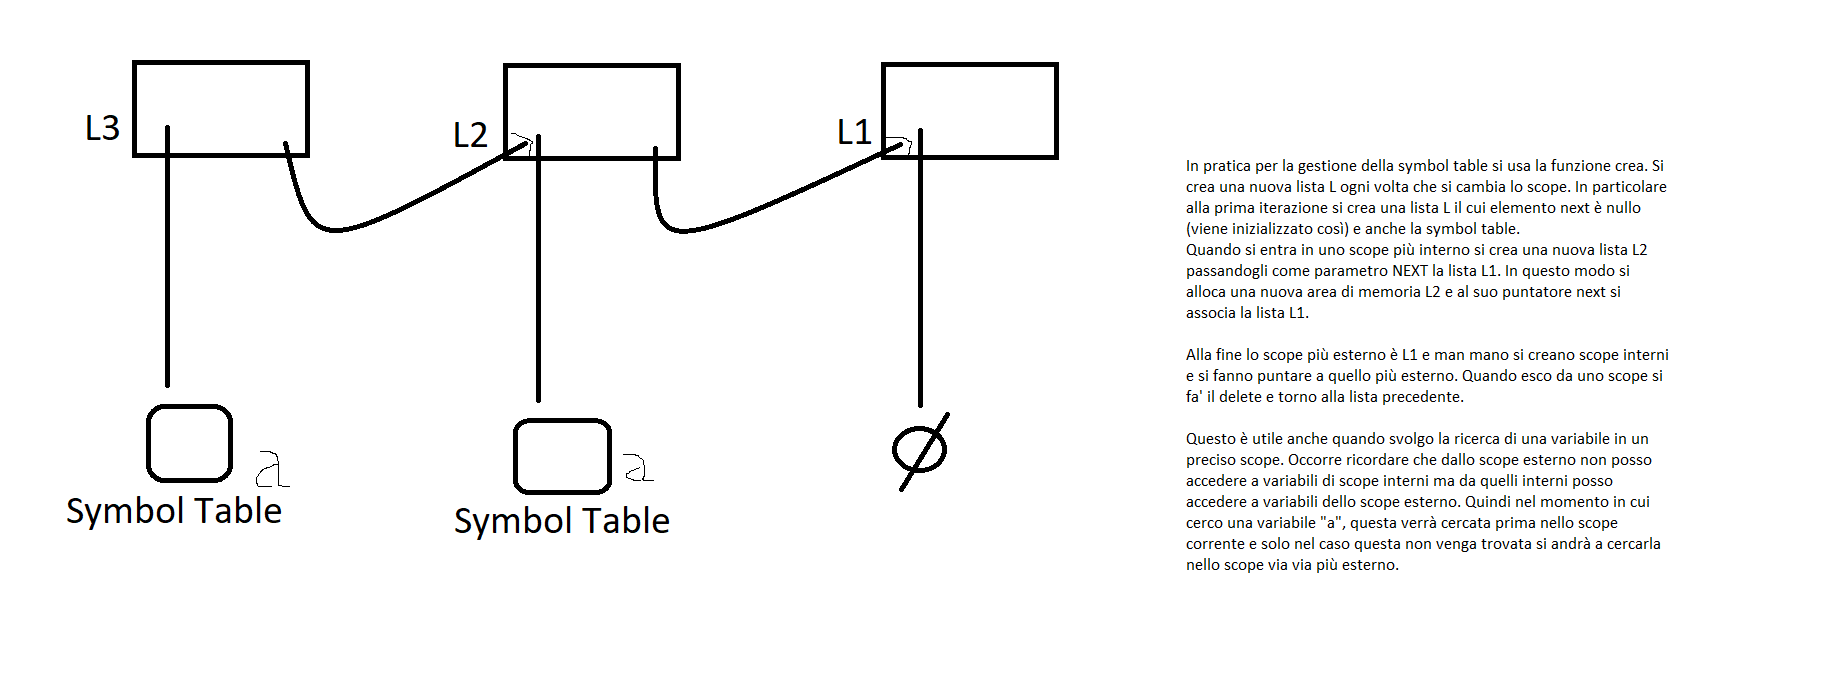 L3
L2
L1
a
Symbol Table
a
Symbol Table
In pratica per la gestione della symbol table si usa la funzione crea. Si
crea una nuova lista L ogni volta che si cambia lo scope. In particolare
alla prima iterazione si crea una lista L il cui elemento next è nullo
(viene inizializzato così) e anche la symbol table.
Quando si entra in uno scope più interno si crea una nuova lista L2
passandogli come parametro NEXT la lista L1. In questo modo si
alloca una nuova area di memoria L2 e al suo puntatore next si
associa la lista L1.
Alla fine lo scope più esterno è L1 e man mano si creano scope interni
e si fanno puntare a quello più esterno. Quando esco da uno scope si
fa' il delete e torno alla lista precedente.
Questo è utile anche quando svolgo la ricerca di una variabile in un
preciso scope. Occorre ricordare che dallo scope esterno non posso
accedere a variabili di scope interni ma da quelli interni posso
accedere a variabili dello scope esterno. Quindi nel momento in cui
cerco una variabile "a", questa verrà cercata prima nello scope
corrente e solo nel caso questa non venga trovata si andrà a cercarla
nello scope via via più esterno.